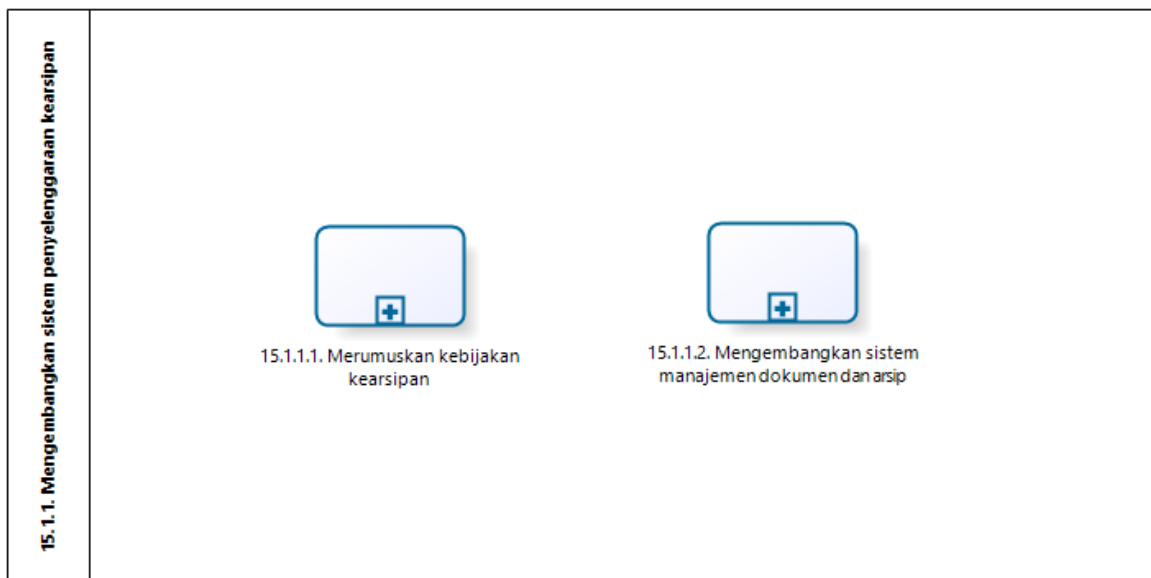 15.1.1. Mengembangkan sistem penyelenggaraan kearsipan
15.1.1.1. Merumuskan kebijakan
kearsipan
15.1.1.2. Mengembangkan sistem
manajemen dokumen dan arsip